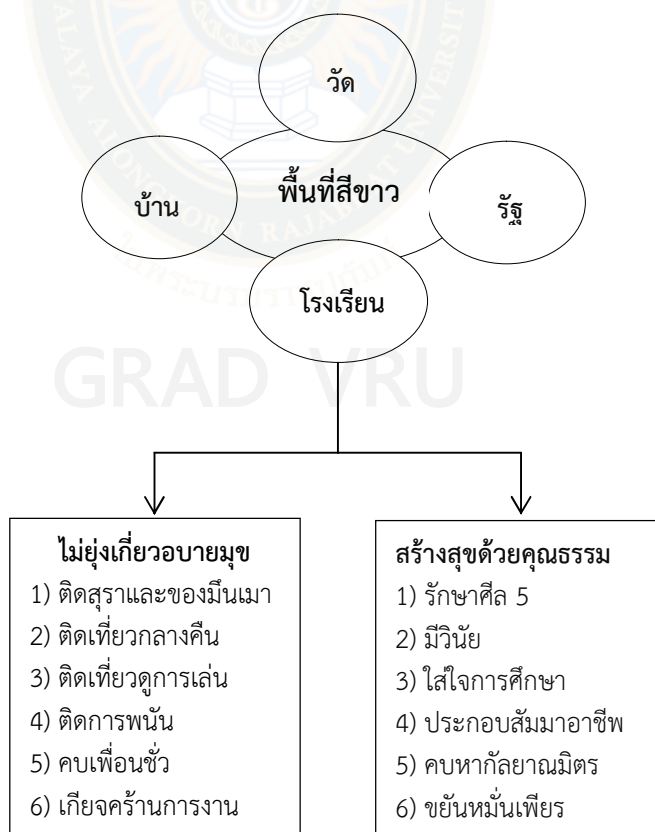 วัด
บ้าน
พื้นที่สีขาว
รัฐ
โรงเรียน
GRAD VRU
ไม่ยุ่งเกี่ยวอบายมุข
1) ติดสุราและของมึนเมา
2) ติดเที่ยวกลางคืน
3) ติดเที่ยวดูการเล่น
4) ติดการพนัน
5) คบเพื่อนชั่ว
6) เกียจคร้านการงาน
สร้างสุขด้วยคุณธรรม
1) รักษาศีล 5
2) มีวินัย
3) ใส่ใจการศึกษา
4) ประกอบสัมมาอาชีพ
5) คบหากัลยาณมิตร
6) ขยันหมั่นเพียร